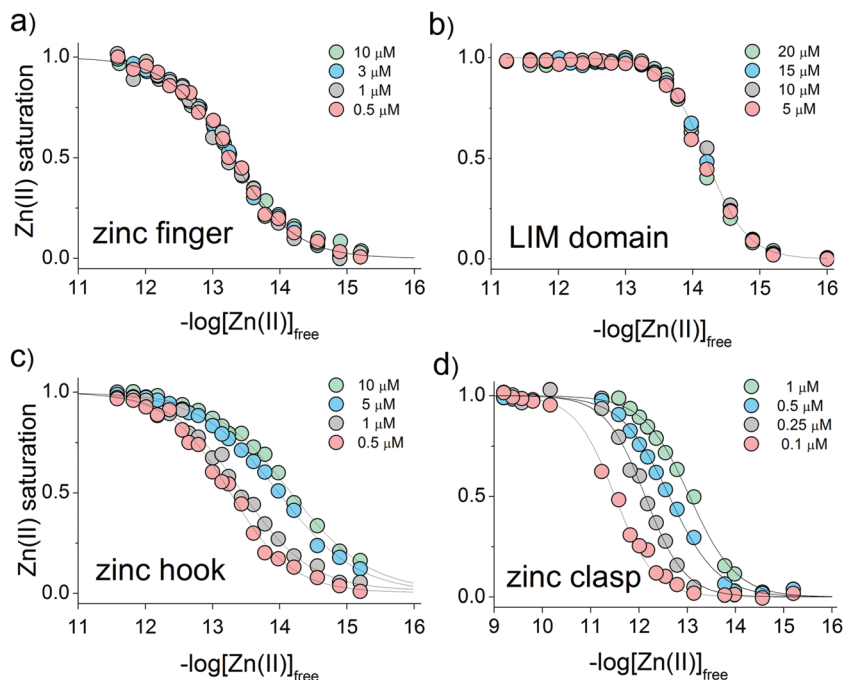 a)
10 μM
3 μM
1 μM
0.5 μM
1.0
0.5
0.0
Zn(II) saturation
zinc finger
11 12 13 14 15 16
-log[Zn(II)]free
b)
20 μM
15 μM
10 μM
5 μM
1.0
0.5
0.0
LIM domain
11 12 13 14 15 16
-log[Zn(II)]free
c)
10 μM
5 μM
1 μM
0.5 μM
1.0
0.5
0.0
Zn(II) saturation
zinc hook
11 12 13 14 15 16
-log[Zn(II)]free
d)
1 μM
0.5 μM
0.25 μM
0.1 μM
1.0
0.5
0.0
zinc clasp
9 10 11 12 13 14 15 16
-log[Zn(II)]free